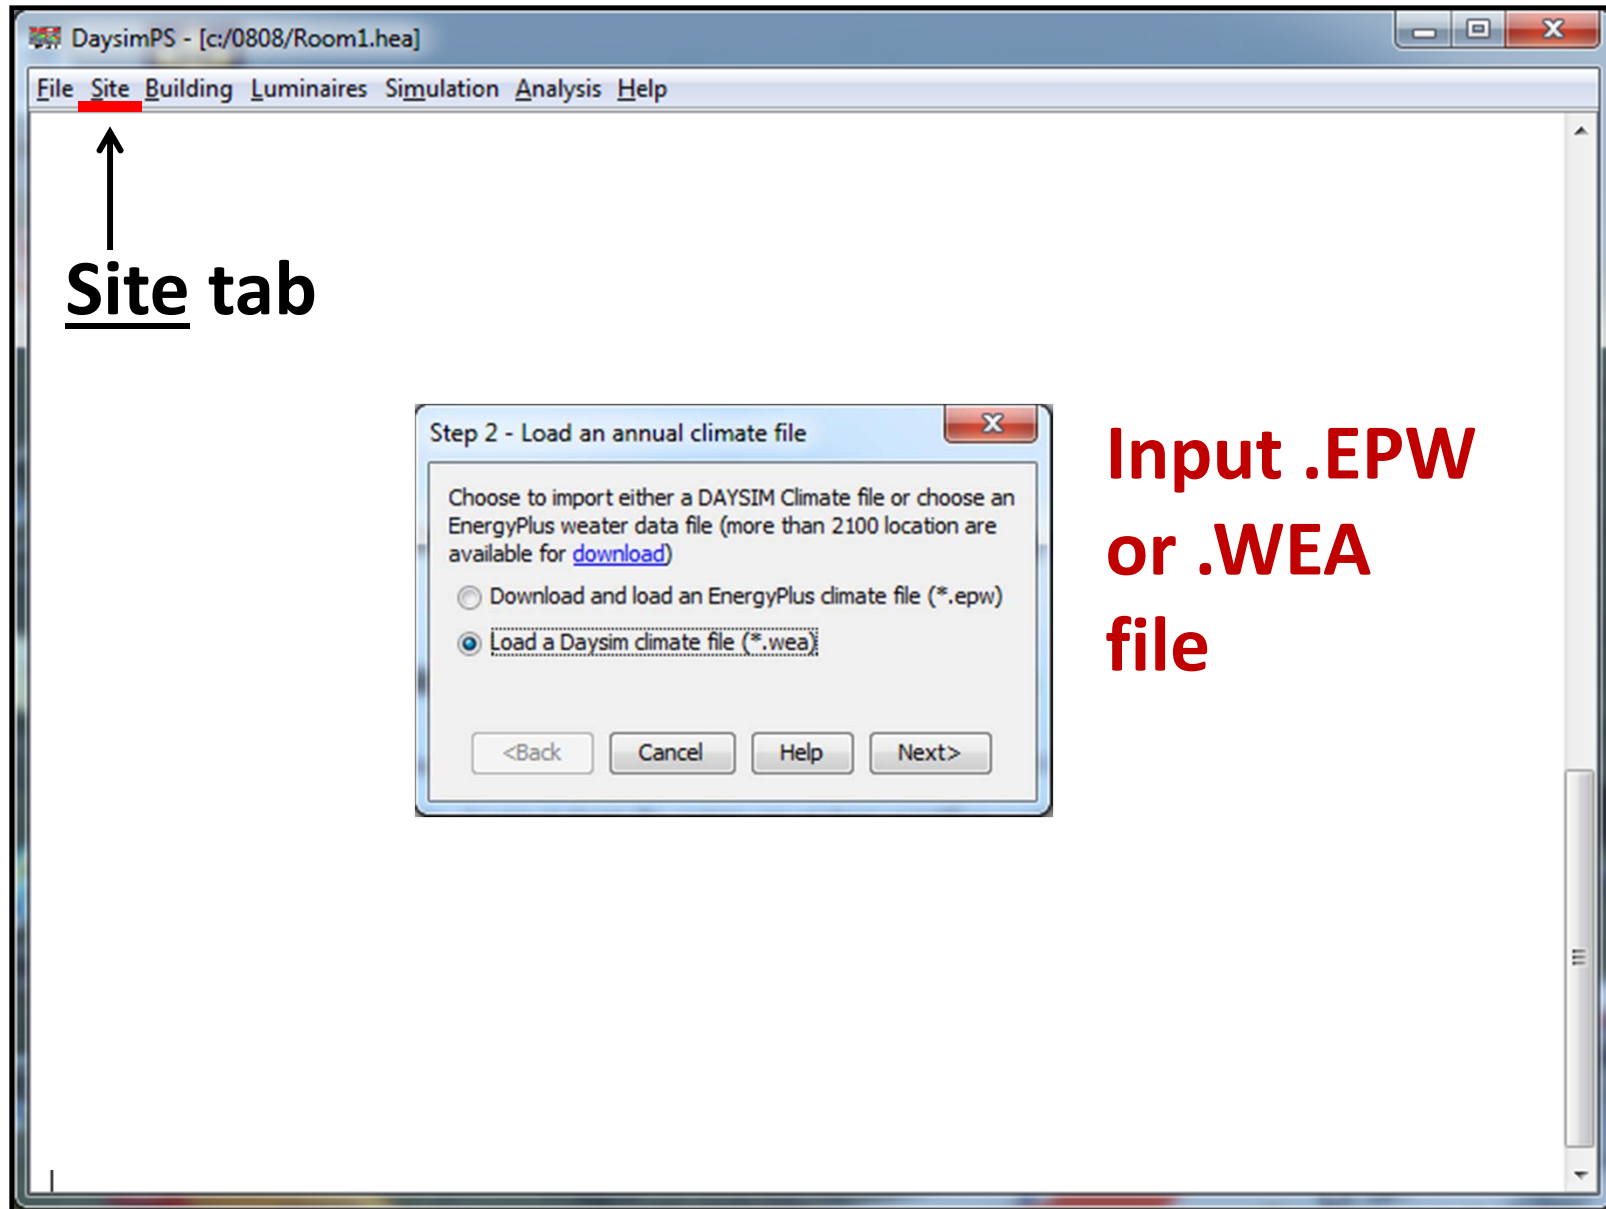 DaysimPS - [c:/0808/Room1.hea]
File Site Building Luminaires Simulation Analysis Help
Site tab
Step 2 - Load an annual climate file
Choose to import either a DAYSIM Climate file or choose an
EnergyPlus weater data file (more than 2100 location are
available for download)
Download and load an EnergyPlus climate file (*.epw)
Load a Daysim climate file (*.wea)
<Back Cancel Help Next>
Input .EPW
or .WEA
file